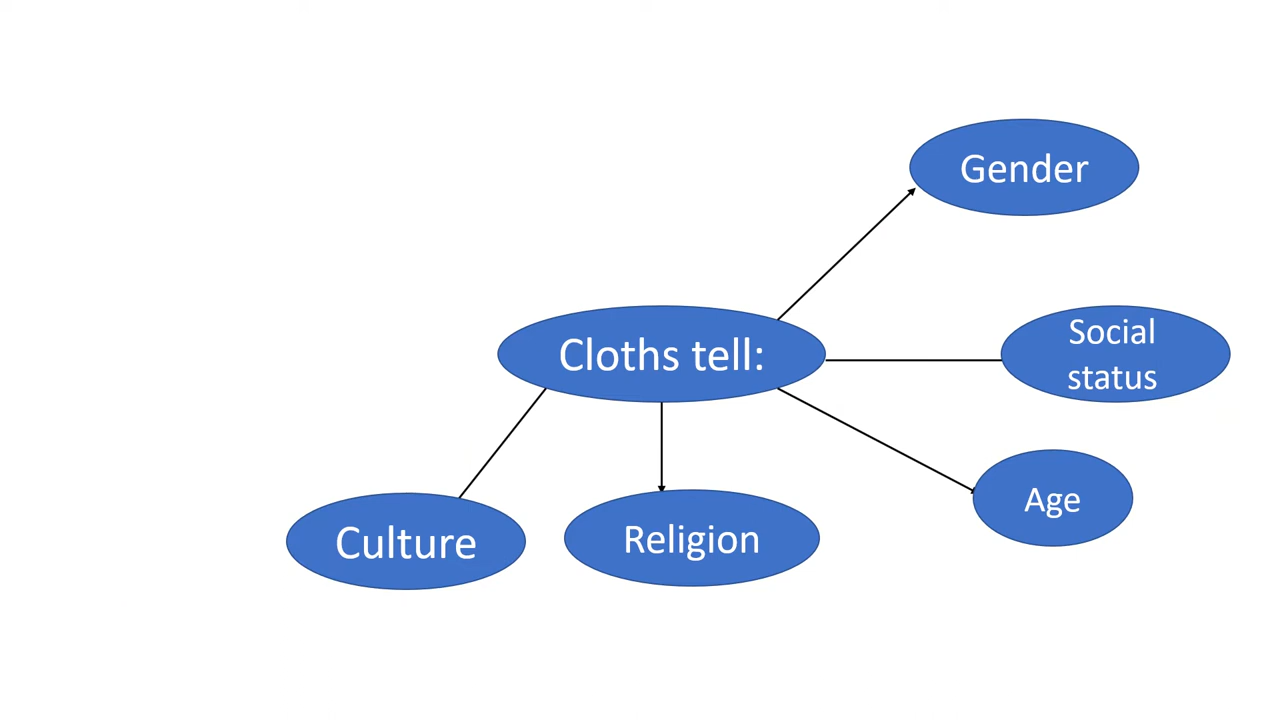 Gender
Cloths tell:
Social
status
Age
Culture
Religion